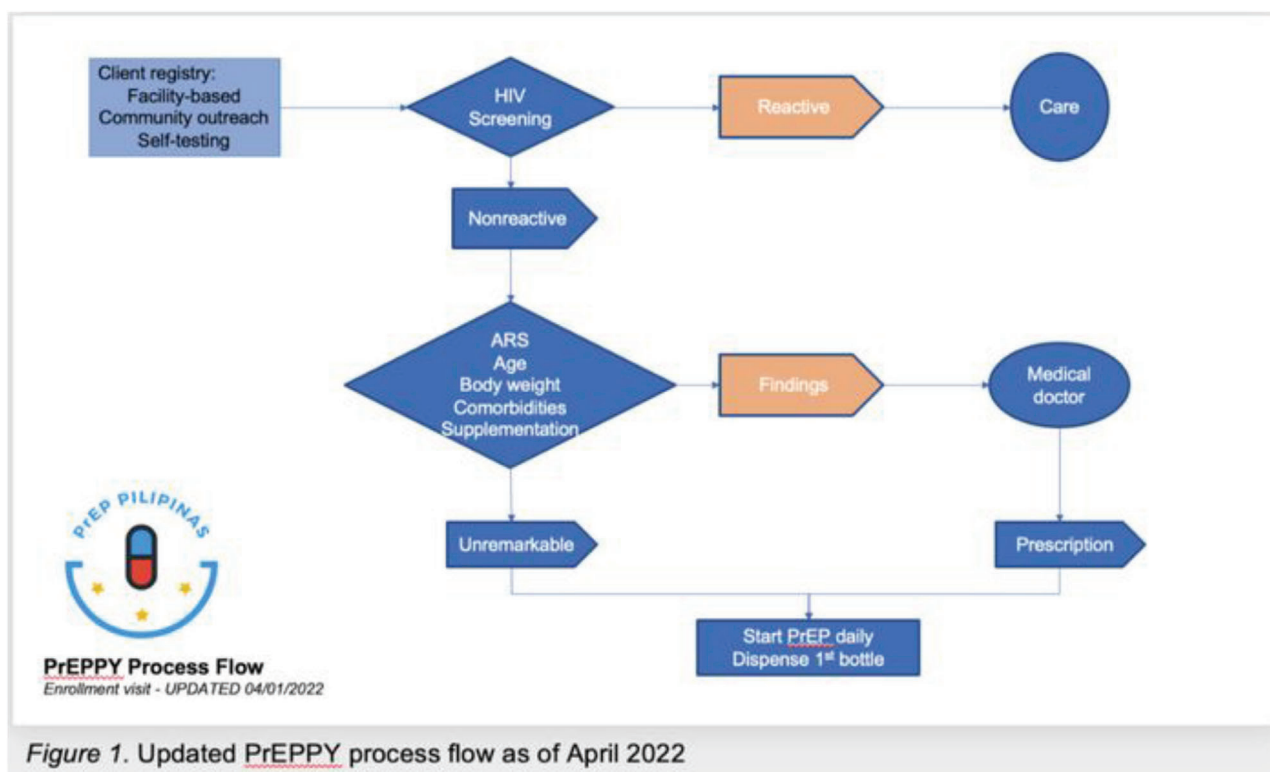 Client registry:
Facility-based
Community outreach
Self-testing
HIV
Screening
Reactive
Care
Nonreactive
ARS
Age
Body weight
Comorbidities
Supplementation
Findings
Medical
doctor
Unremarkable
Prescription
Start PrEP daily
Dispense 1st bottle
PrEP PILIPINAS
PrEPPY Process Flow
Enrollment visit - UPDATED 04/01/2022
Figure 1. Updated PrEPPY process flow as of April 2022